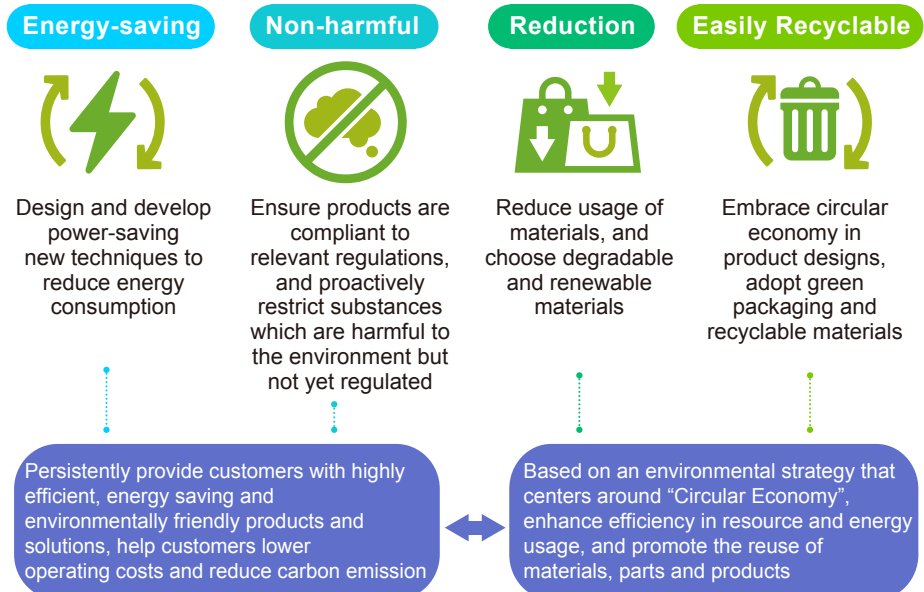 Energy-saving
Non-harmful
Reduction
Easily Recyclable
Design and develop
power-saving
new techniques to
reduce energy
consumption
Ensure products are
compliant to
relevant regulations,
and proactively
restrict substances
which are harmful to
the environment but
not yet regulated
Reduce usage of
materials, and
choose degradable
and renewable
materials
Embrace circular
economy in
product designs,
adopt green
packaging and
recyclable materials
Persistently provide customers with highly
efficient, energy saving and
environmentally friendly products and
solutions, help customers lower
operating costs and reduce carbon emission
Based on an environmental strategy that
centers around “Circular Economy”,
enhance efficiency in resource and energy
usage, and promote the reuse of
materials, parts and products